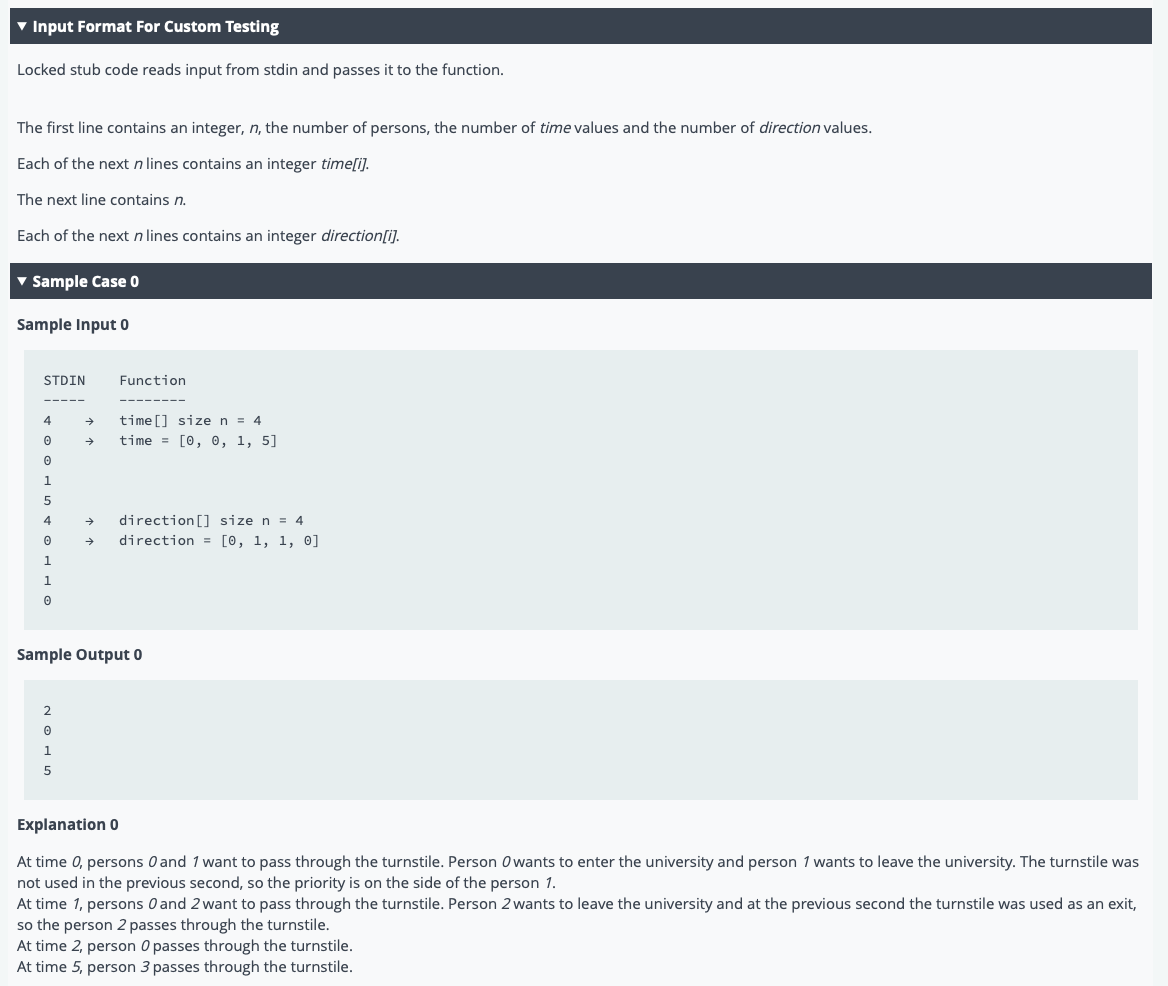 ▼ Input Format For Custom Testing
Locked stub code reads input from stdin and passes it to the function.
The first line contains an integer, n, the number of persons, the number of time values and the number of direction values.
Each of the next n lines contains an integer time[i].
The next line contains n.
Each of the next n lines contains an integer direction[i].
▼ Sample Case 0
Sample Input 0
STDIN    Function
-----    --------
4    →   time[] size n = 4
0    →   time = [0, 0, 1, 5]
0
1
5
4    →   direction[] size n = 4
0    →   direction = [0, 1, 1, 0]
1
1
0
Sample Output 0
2
0
1
5
Explanation 0
At time 0, persons 0 and 1 want to pass through the turnstile. Person 0 wants to enter the university and person 1 wants to leave the university. The turnstile was
not used in the previous second, so the priority is on the side of the person 1.
At time 1, persons 0 and 2 want to pass through the turnstile. Person 2 wants to leave the university and at the previous second the turnstile was used as an exit,
so the person 2 passes through the turnstile.
At time 2, person 0 passes through the turnstile.
At time 5, person 3 passes through the turnstile.